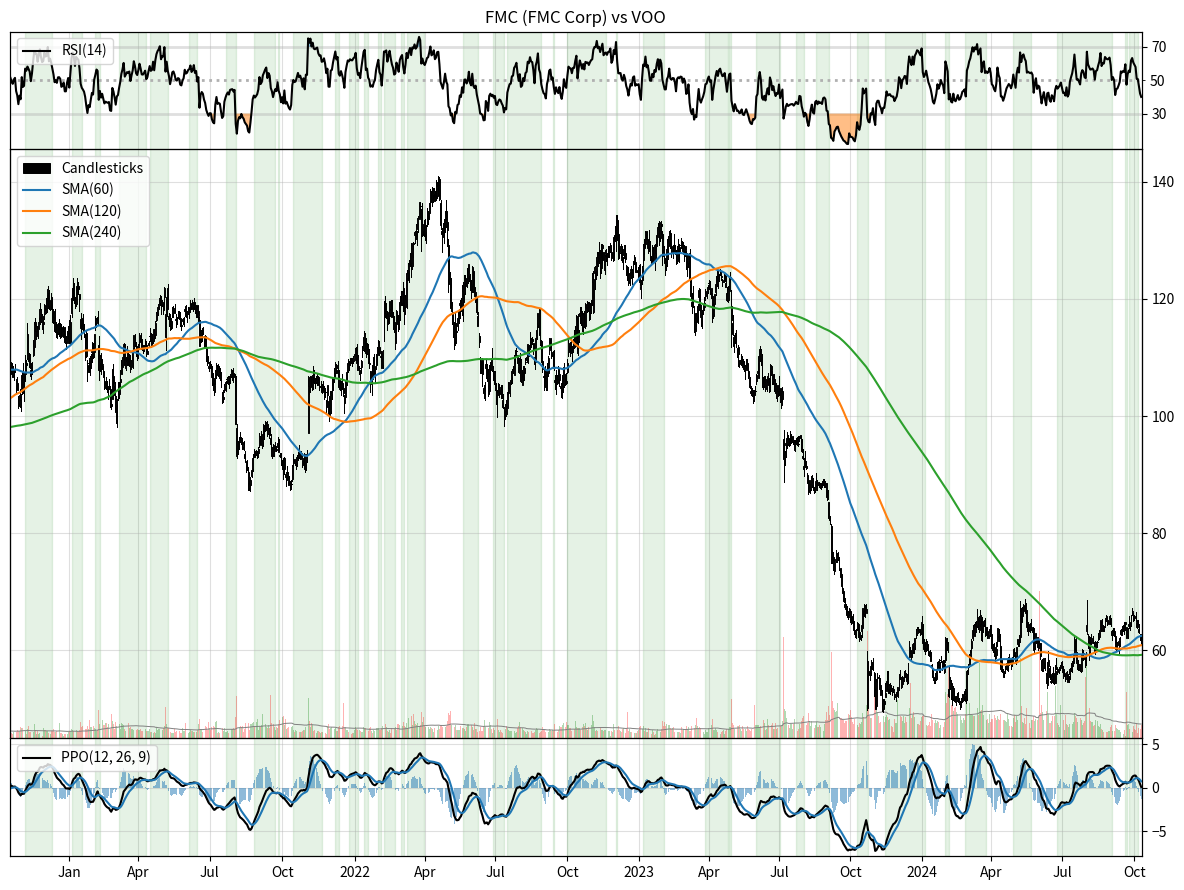 FMC (FMC Corp) vs VOO
RSI(14)
70
50
30
Candlesticks
SMA(60)
SMA(120)
SMA(240)
140
120
100
80
60
PPO(12, 26, 9)
5
0
−5
Jan Apr Jul Oct 2022 Apr Jul Oct 2023 Apr Jul Oct 2024 Apr Jul Oct